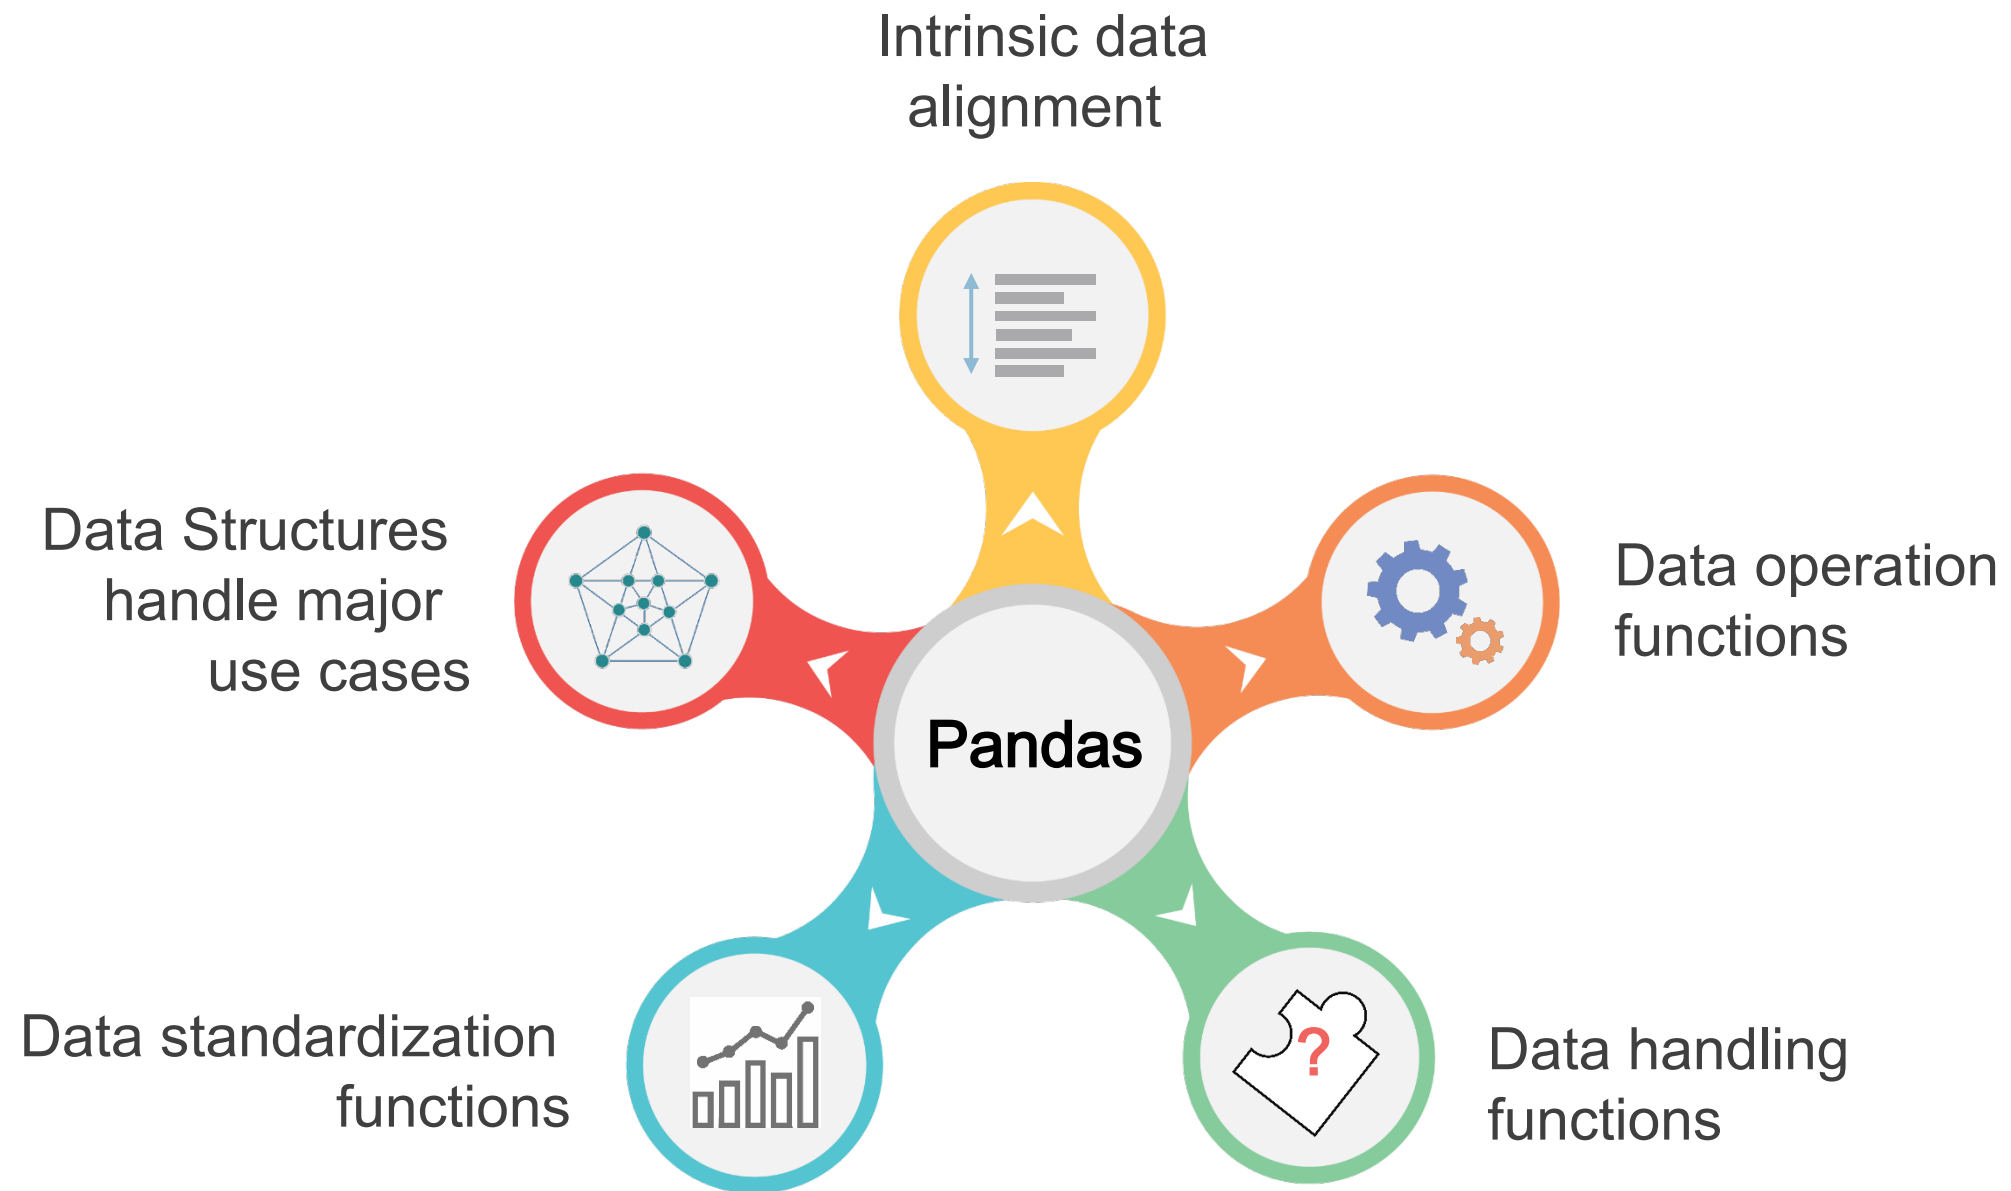 Intrinsic data
alignment
Data Structures
handle major
use cases
Data operation
functions
Pandas
Data standardization
functions
?
Data handling
functions